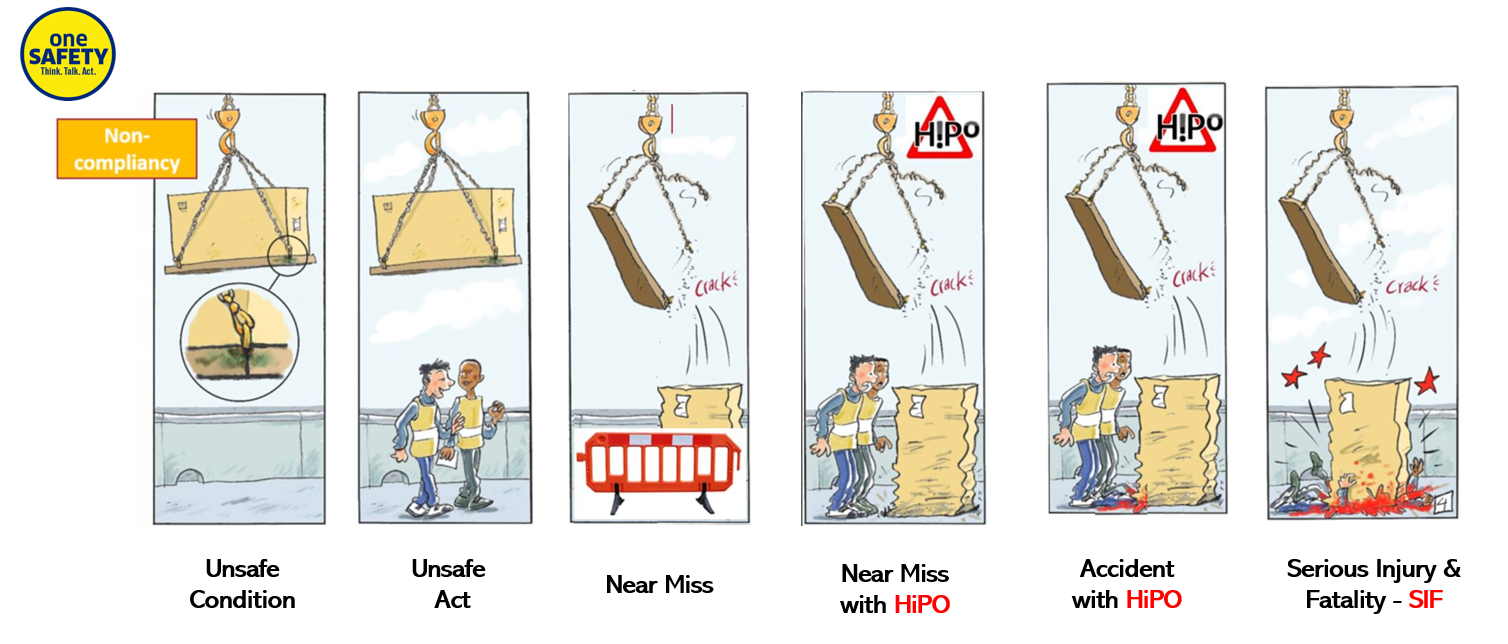 one
SAFETY
Think. Talk. Act.
Non-
compliancy
H!Po
H!Po
Crack
Crack
Crack
Crack
Unsafe
Condition
Unsafe
Act
Near Miss
Near Miss
with HiPO
Accident
with HiPO
Serious Injury &
Fatality - SIF